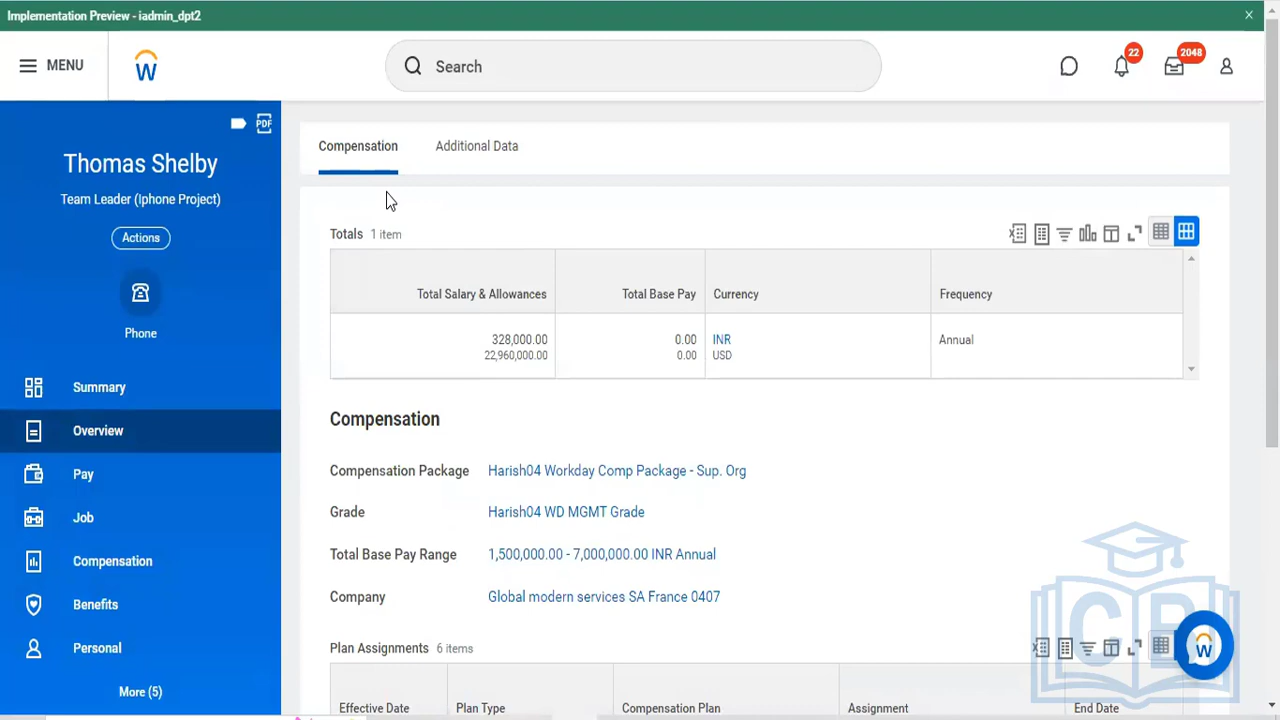 Implementation Preview - iadmin_dpt2
MENU
Search
22
2048
PDF
Thomas Shelby
Team Leader (Iphone Project)
Actions
Phone
Summary
Overview
Pay
Job
Compensation
Benefits
Personal
More (5)
Compensation Additional Data
Totals 1 item
Total Salary & Allowances Total Base Pay Currency Frequency
328,000.00 0.00 INR Annual
22,960,000.00 0.00 USD
Compensation
Compensation Package Harish04 Workday Comp Package - Sup. Org
Grade Harish04 WD MGMT Grade
Total Base Pay Range 1,500,000.00 - 7,000,000.00 INR Annual
Company Global modern services SA France 0407
Plan Assignments 6 items
Effective Date Plan Type Compensation Plan Assignment End Date
CB